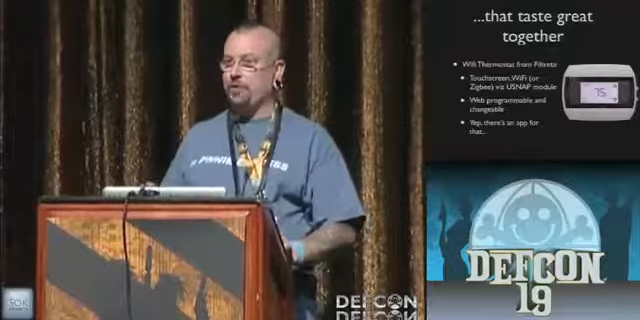 ...that taste great
together
Wifi Thermostat from Filtrete
Touchscreen, WiFi (or
Zigbee) via USNAP module
Web programmable and
changeable
Yep, there's an app for
that...
75
DEFCON
19
DEFCON